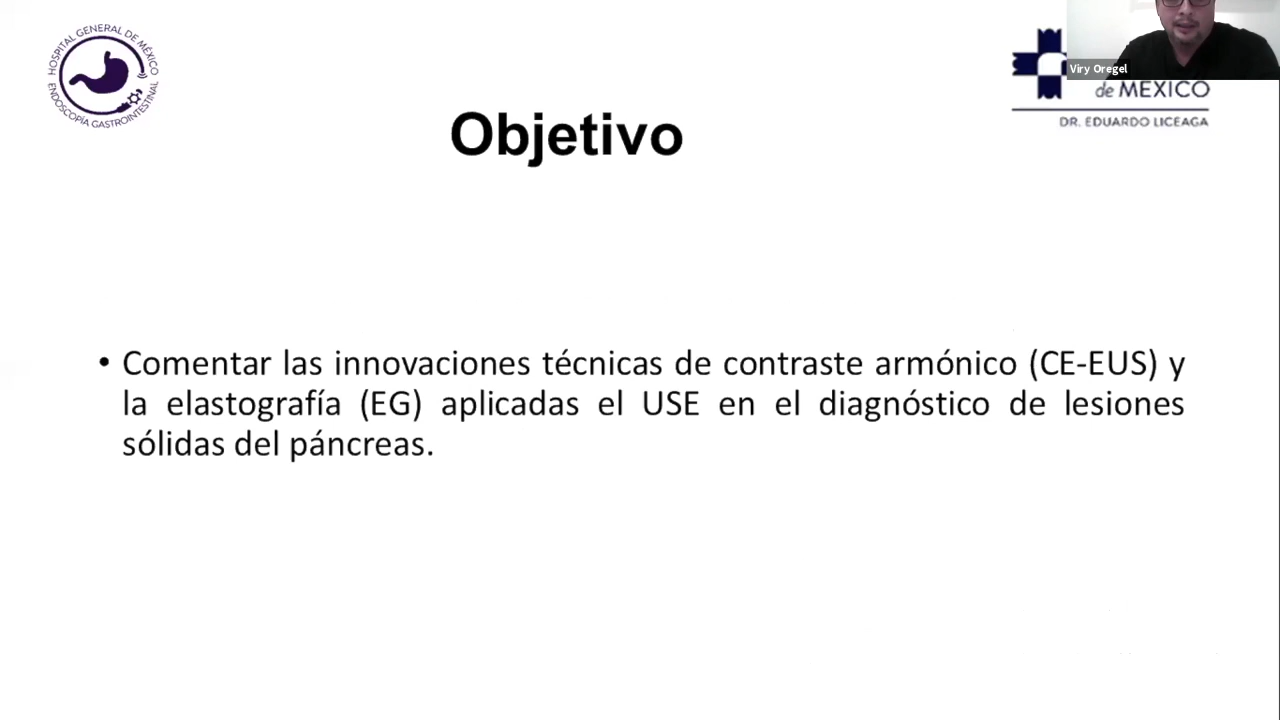 HOSPITAL GENERAL DE MÉXICO
ENDOSCOPÍA GASTROINTESTINAL
Viry Oregel
de MÉXICO
DR. EDUARDO LICEAGA
Objetivo
• Comentar las innovaciones técnicas de contraste armónico (CE-EUS) y
la elastografía (EG) aplicadas el USE en el diagnóstico de lesiones
sólidas del páncreas.